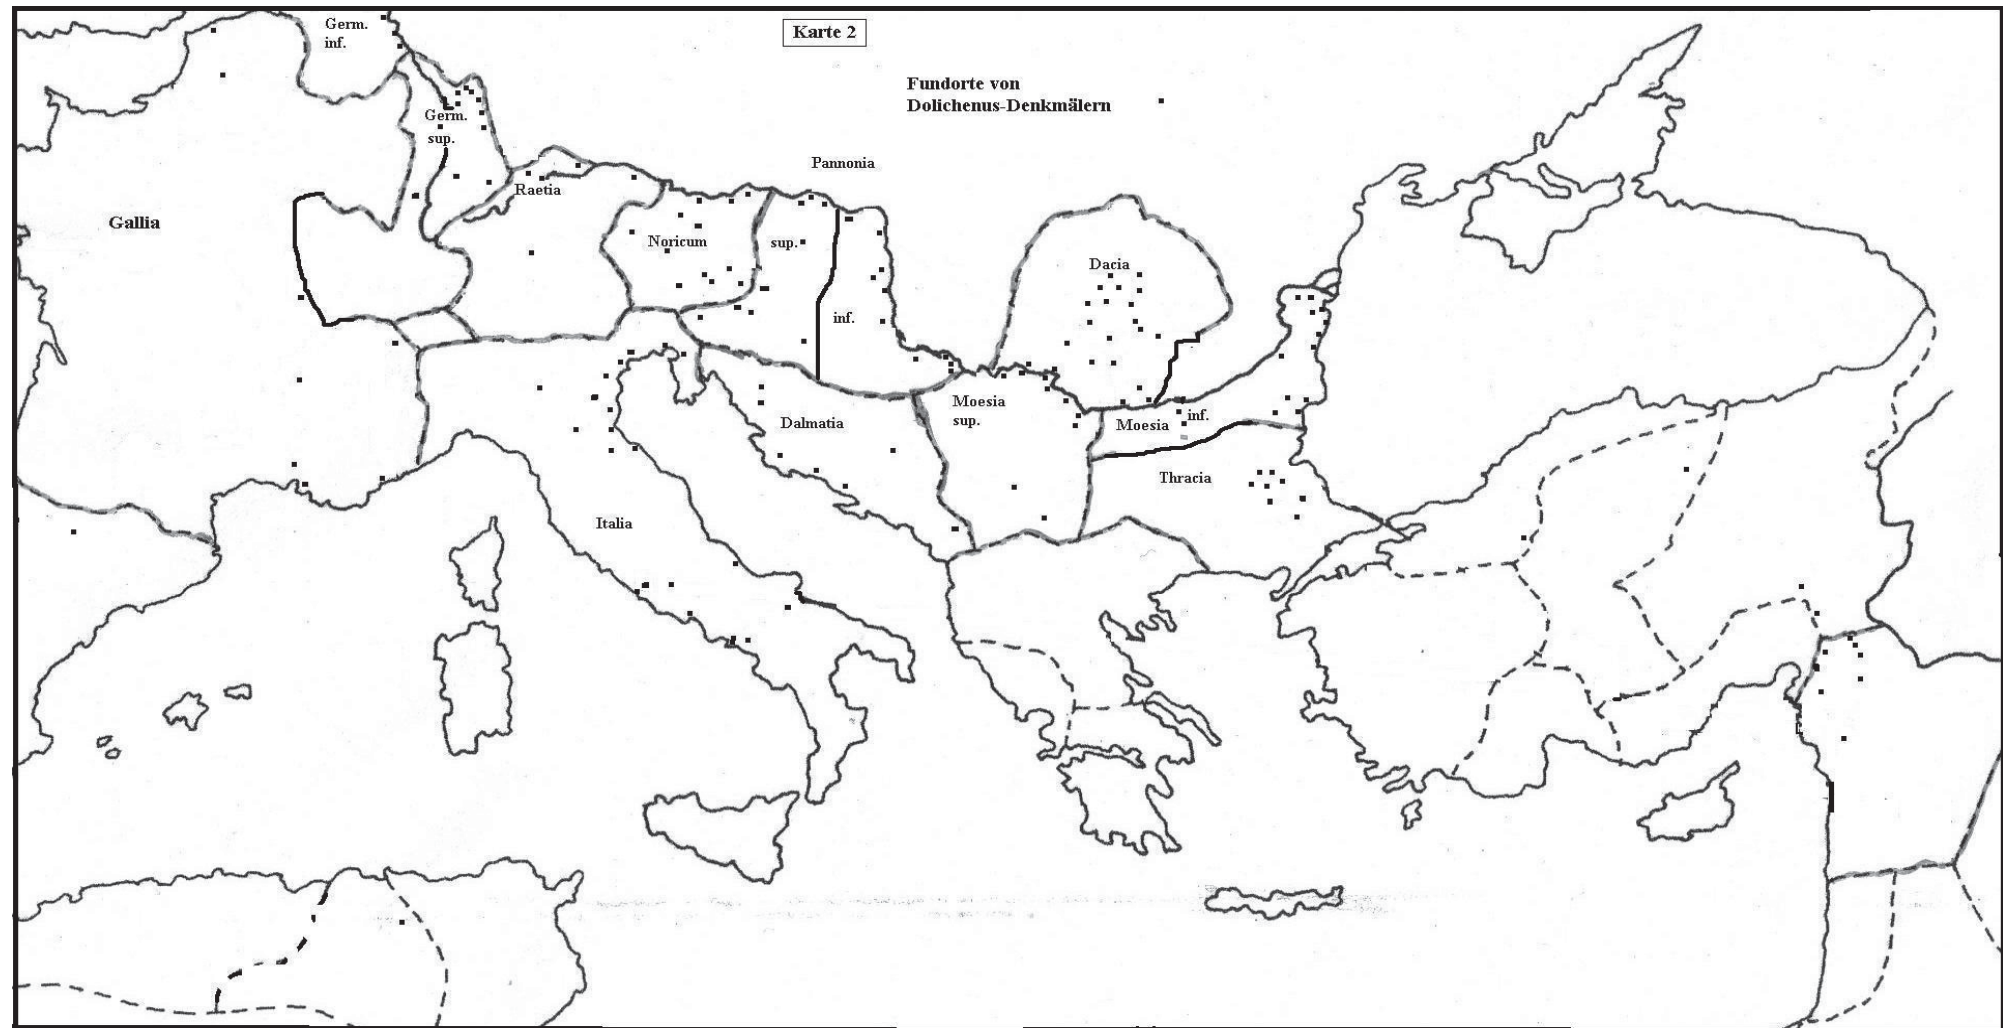 Karte 2
Fundorte von
Dolichenus-Denkmälern
Germ.
inf.
Germ.
sup.
Pannonia
Raetia
Gallia
Noricum
sup.
inf.
Dacia
Moesia
sup.
Moesia
inf.
Dalmatia
Thracia
Italia